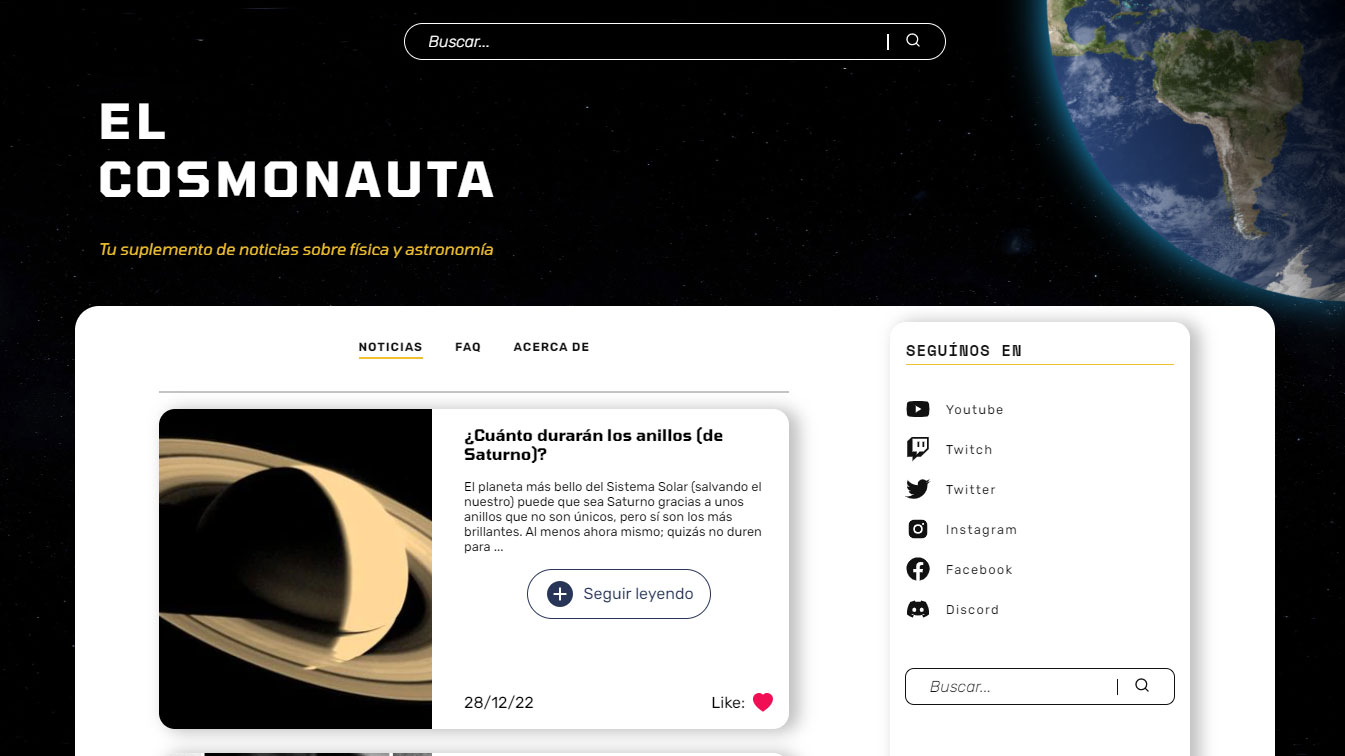 Buscar...
EL
COSMONAUTA
Tu suplemento de noticias sobre física y astronomía
NOTICIAS FAQ ACERCA DE
¿Cuánto durarán los anillos (de
Saturno)?
El planeta más bello del Sistema Solar (salvando el
nuestro) puede que sea Saturno gracias a unos
anillos que no son únicos, pero sí son los más
brillantes. Al menos ahora mismo; quizás no duren
para ...
Seguir leyendo
28/12/22 Like:
SEGUÍNOS EN
Youtube
Twitch
Twitter
Instagram
Facebook
Discord
Buscar...